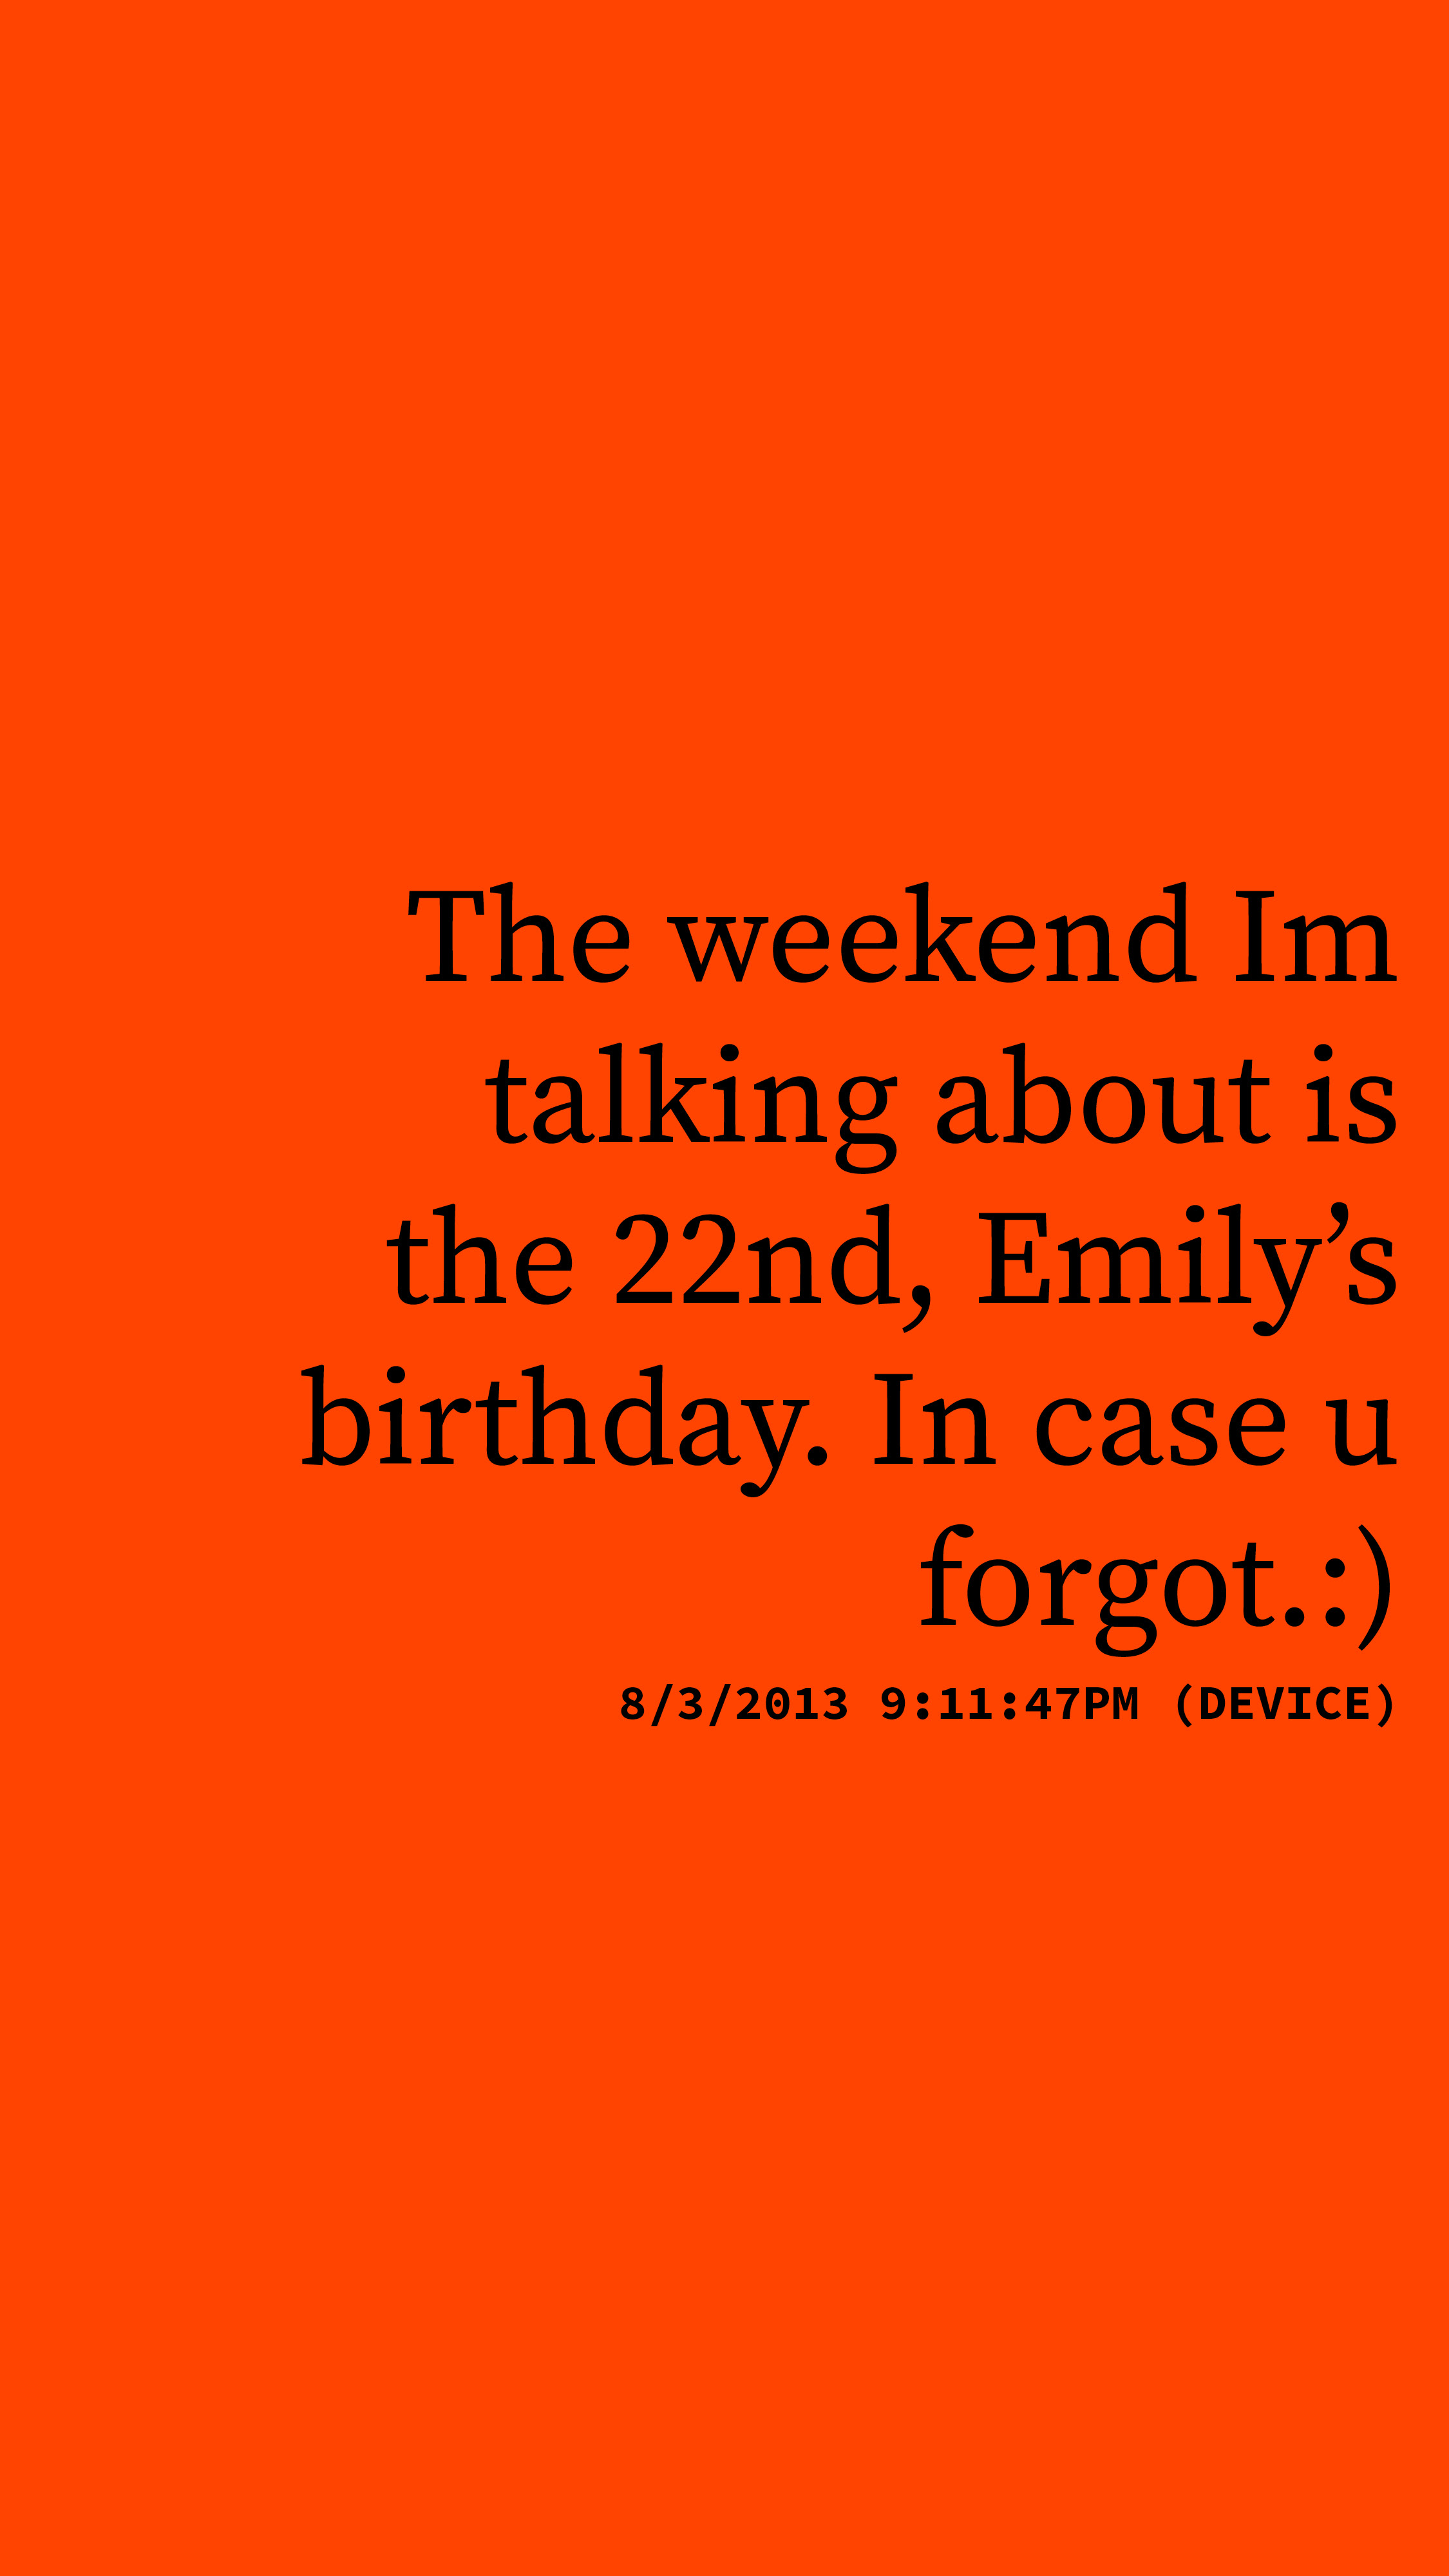 The weekend Im
talking about is
the 22nd, Emily’s
birthday. In case u
forgot.:)
8/3/2013 9:11:47PM (DEVICE)